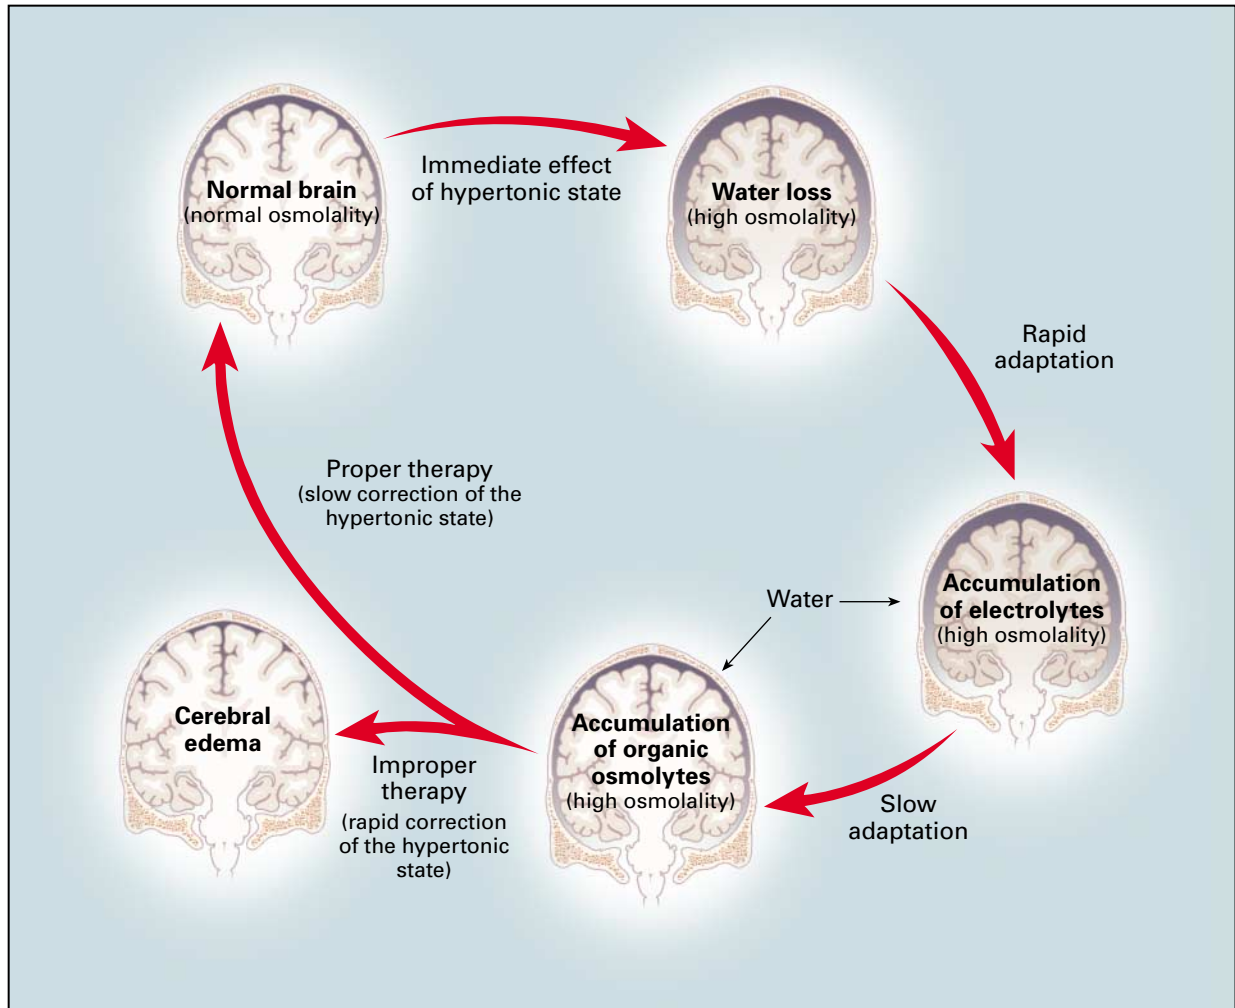 Normal brain
(normal osmolality)
Immediate effect
of hypertonic state
Water loss
(high osmolality)
Rapid
adaptation
Accumulation
of electrolytes
(high osmolality)
Water
Slow
adaptation
Accumulation
of organic
osmolytes
(high osmolality)
Proper therapy
(slow correction of the
hypertonic state)
Improper
therapy
(rapid correction
of the hypertonic
state)
Cerebral
edema